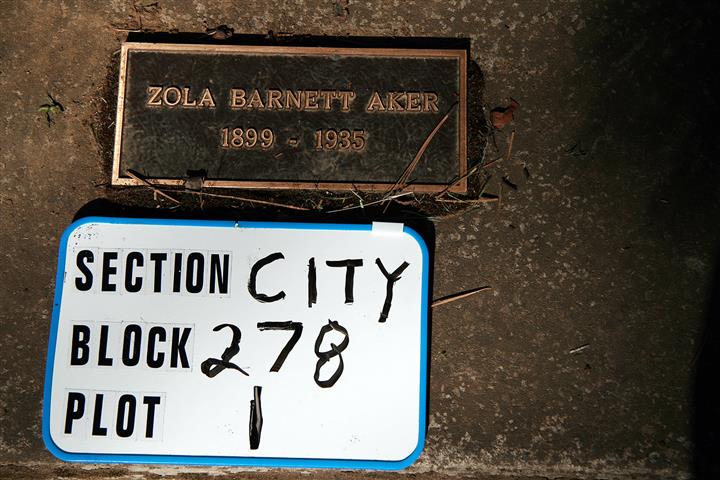 ZOLA BARNETT AKER
1899 - 1935
SECTION CITY
BLOCK 278
PLOT 1